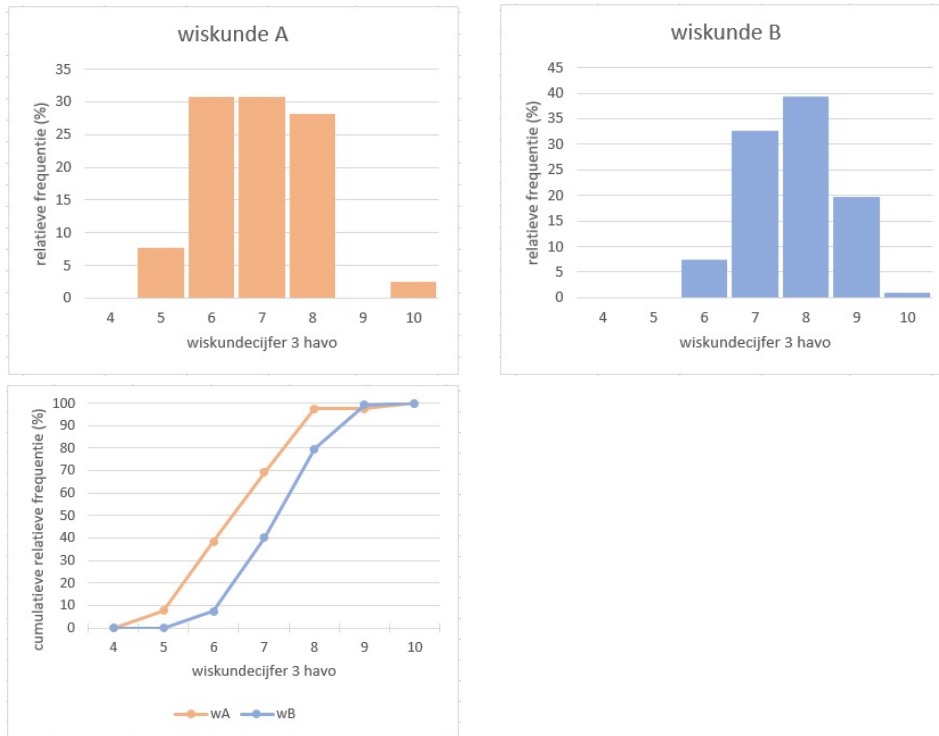 wiskunde A
relatieve frequentie (%)
35
30
25
20
15
10
5
0
4 5 6 7 8 9 10
wiskundecijfer 3 havo
wiskunde B
relatieve frequentie (%)
45
40
35
30
25
20
15
10
5
0
4 5 6 7 8 9 10
wiskundecijfer 3 havo
cumulatieve relatieve frequentie (%)
100
90
80
70
60
50
40
30
20
10
0
4 5 6 7 8 9 10
wiskundecijfer 3 havo
wA wB